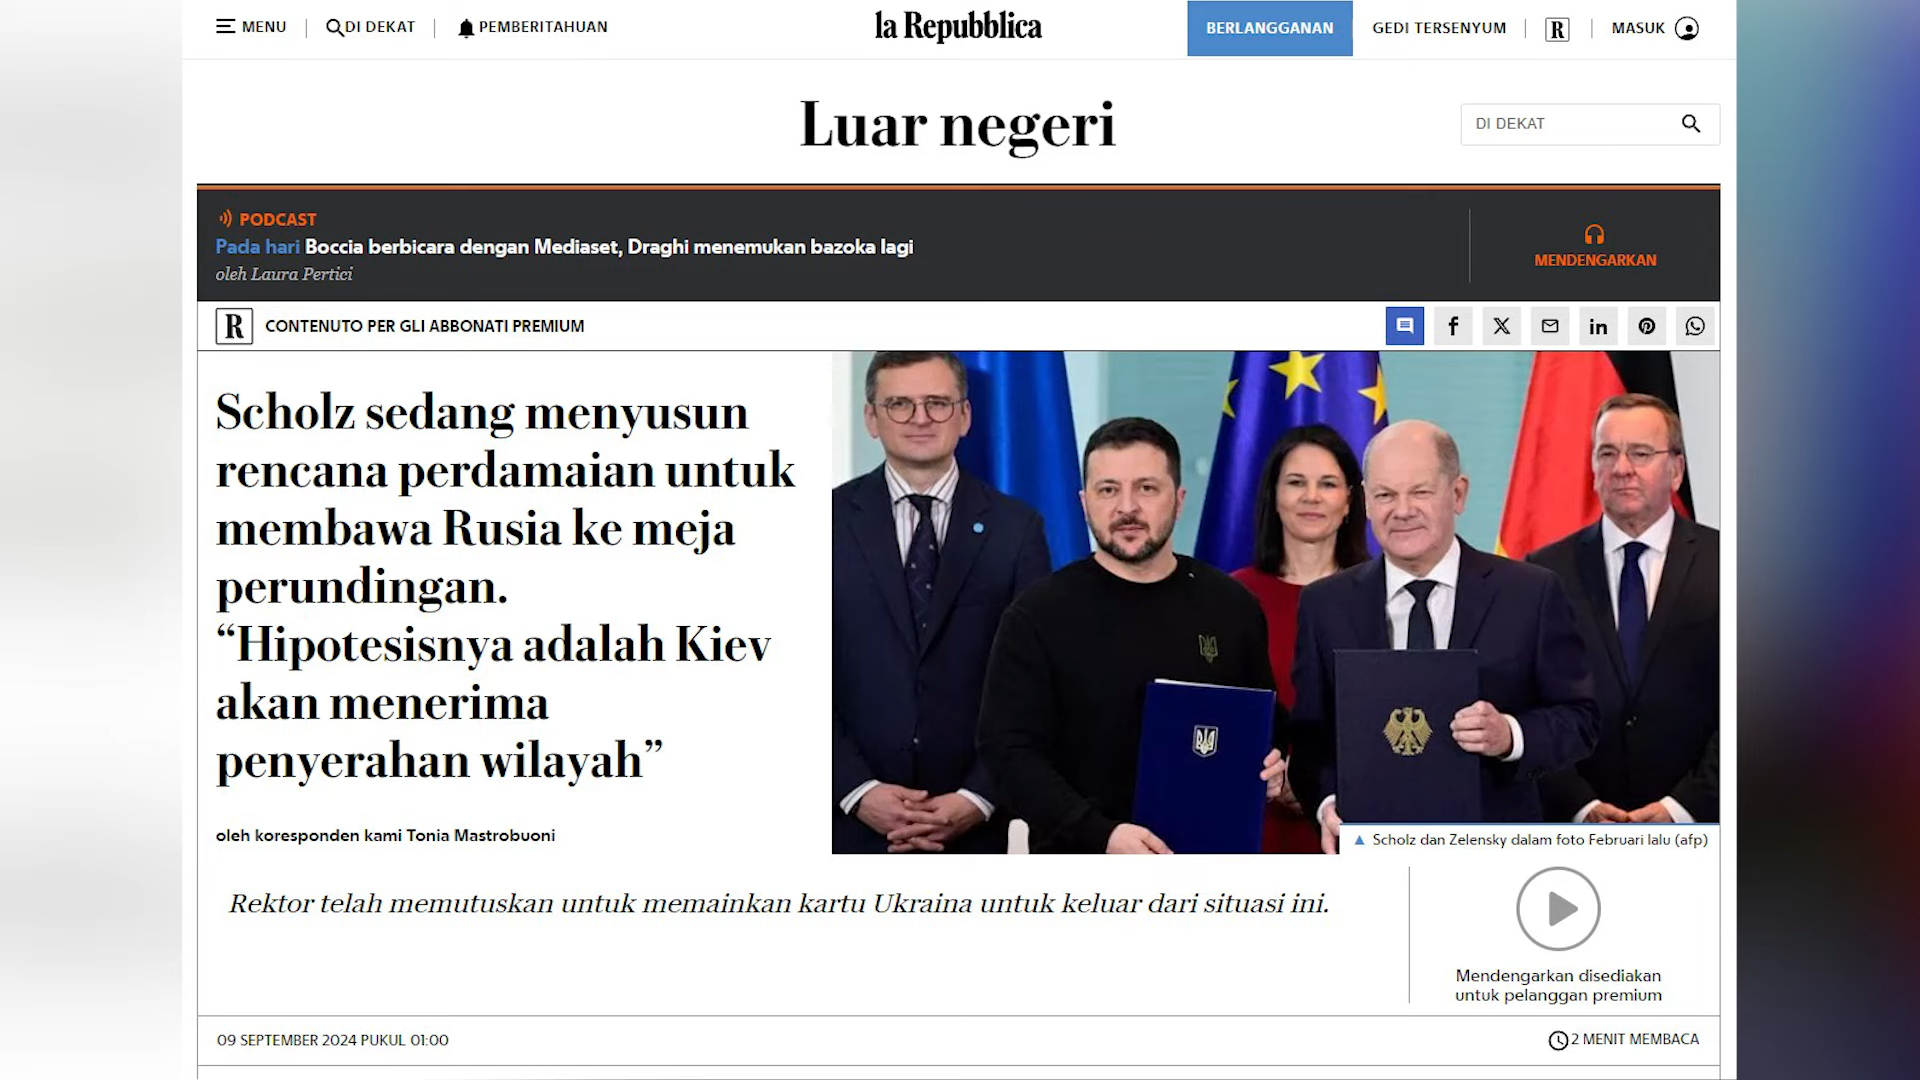 MENU
DI DEKAT
PEMBERITAHUAN
la Repubblica
BERLANGGANAN
GEDI TERSENYUM
R
MASUK
Luar negeri
DI DEKAT
PODCAST
Pada hari Boccia berbicara dengan Mediaset, Draghi menemukan bazoka lagi
oleh Laura Pertici
MENDENGARKAN
R CONTENUTO PER GLI ABBONATI PREMIUM
Scholz sedang menyusun
rencana perdamaian untuk
membawa Rusia ke meja
perundingan.
“Hipotesisnya adalah Kiev
akan menerima
penyerahan wilayah”
oleh koresponden kami Tonia Mastrobuoni
Scholz dan Zelensky dalam foto Februari lalu (afp)
Rektor telah memutuskan untuk memainkan kartu Ukraina untuk keluar dari situasi ini.
Mendengarkan disediakan
untuk pelanggan premium
09 SEPTEMBER 2024 PUKUL 01:00
2 MENIT MEMBACA